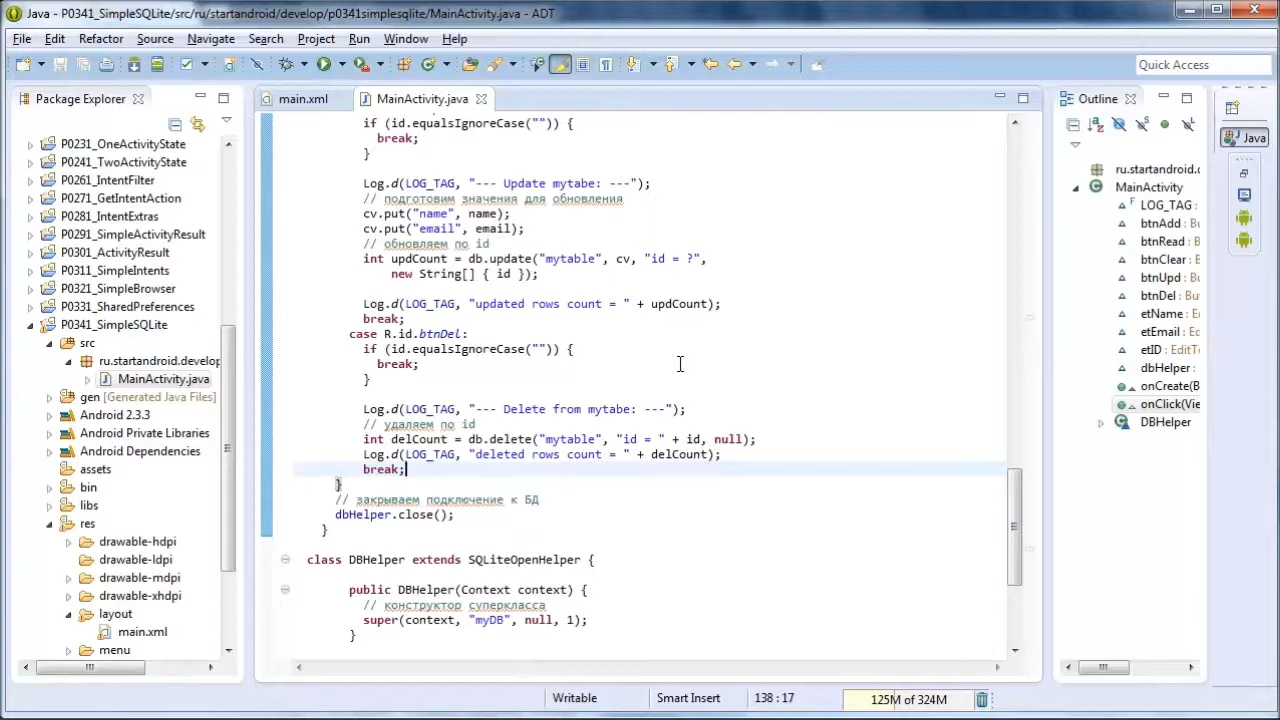 Java - P0341_SimpleSQLite/src/ru/startandroid/develop/p0341simplesqlite/MainActivity.java - ADT
File Edit Refactor Source Navigate Search Project Run Window Help
Quick Access
Package Explorer
P0231_OneActivityState
P0241_TwoActivityState
P0261_IntentFilter
P0271_GetIntentAction
P0281_IntentExtras
P0291_SimpleActivityResult
P0301_ActivityResult
P0311_SimpleIntents
P0321_SimpleBrowser
P0331_SharedPreferences
P0341_SimpleSQLite
src
ru.startandroid.develop
MainActivity.java
gen [Generated Java Files]
Android 2.3.3
Android Private Libraries
Android Dependencies
assets
bin
libs
res
drawable-hdpi
drawable-ldpi
drawable-mdpi
drawable-xhdpi
layout
main.xml
menu
main.xml
MainActivity.java
if (id.equalsIgnoreCase("")) {
break;
}
Log.d(LOG_TAG, "--- Update mytabe: ---");
// подготовим значения для обновления
cv.put("name", name);
cv.put("email", email);
// обновляем по id
int updCount = db.update("mytable", cv, "id = ?",
new String[] { id });
Log.d(LOG_TAG, "updated rows count = " + updCount);
break;
case R.id.btnDel:
if (id.equalsIgnoreCase("")) {
break;
}
Log.d(LOG_TAG, "--- Delete from mytabe: ---");
// удаляем по id
int delCount = db.delete("mytable", "id = " + id, null);
Log.d(LOG_TAG, "deleted rows count = " + delCount);
break;
}
// закрываем подключение к БД
dbHelper.close();
}
class DBHelper extends SQLiteOpenHelper {
public DBHelper(Context context) {
// конструктор суперкласса
super(context, "myDB", null, 1);
}
Outline
ru.startandroid.d
MainActivity
LOG_TAG :
btnAdd : B
btnRead : B
btnClear : B
btnUpd : B
btnDel : Bu
etName : E
etEmail : E
etID : EditT
dbHelper :
onCreate(B
onClick(Vie
DBHelper
Java
Writable
Smart Insert
138 : 17
125M of 324M